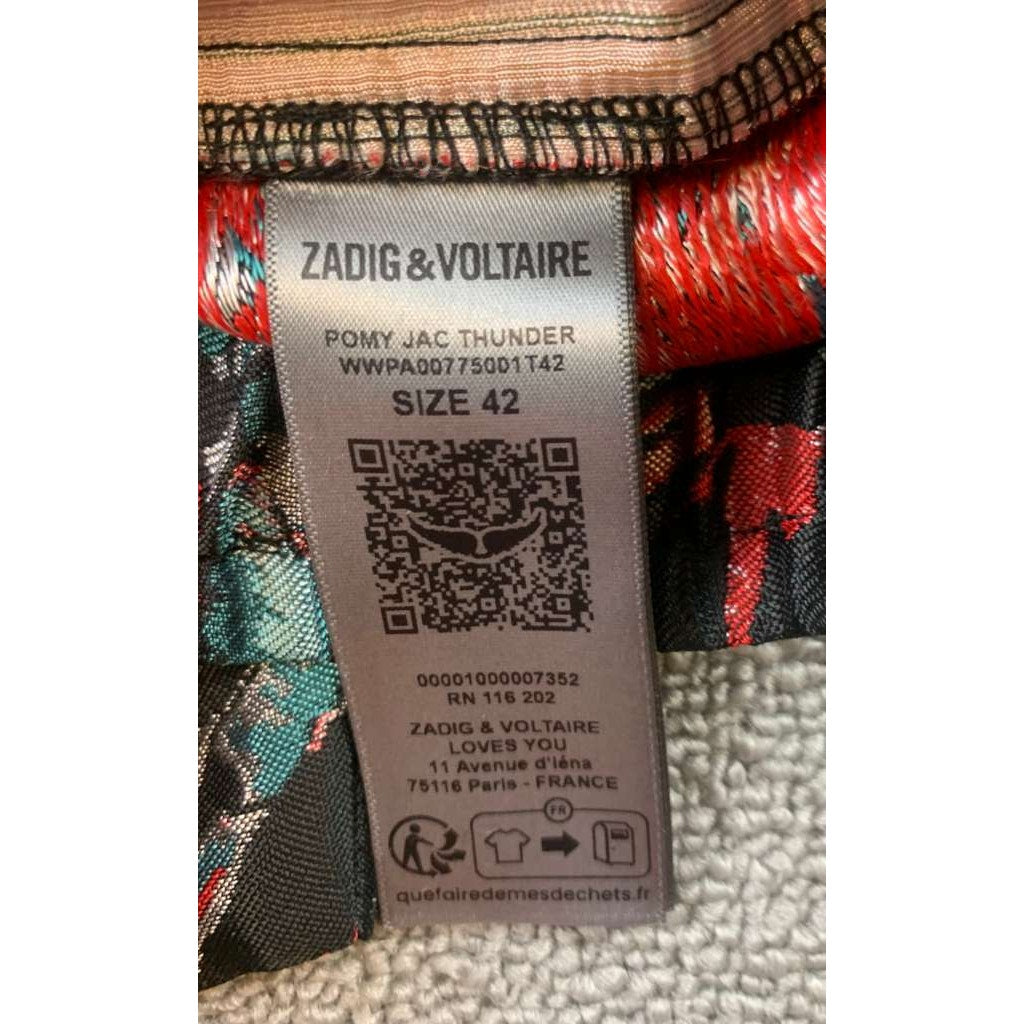 ZADIG&VOLTAIRE
POMY JAC THUNDER
WWPA00775001T42
SIZE 42
00001000007352
RN 116 202
ZADIG & VOLTAIRE
LOVES YOU
11 Avenue d'Iéna
75116 Paris - FRANCE
FR
quefairedemesdechets.fr